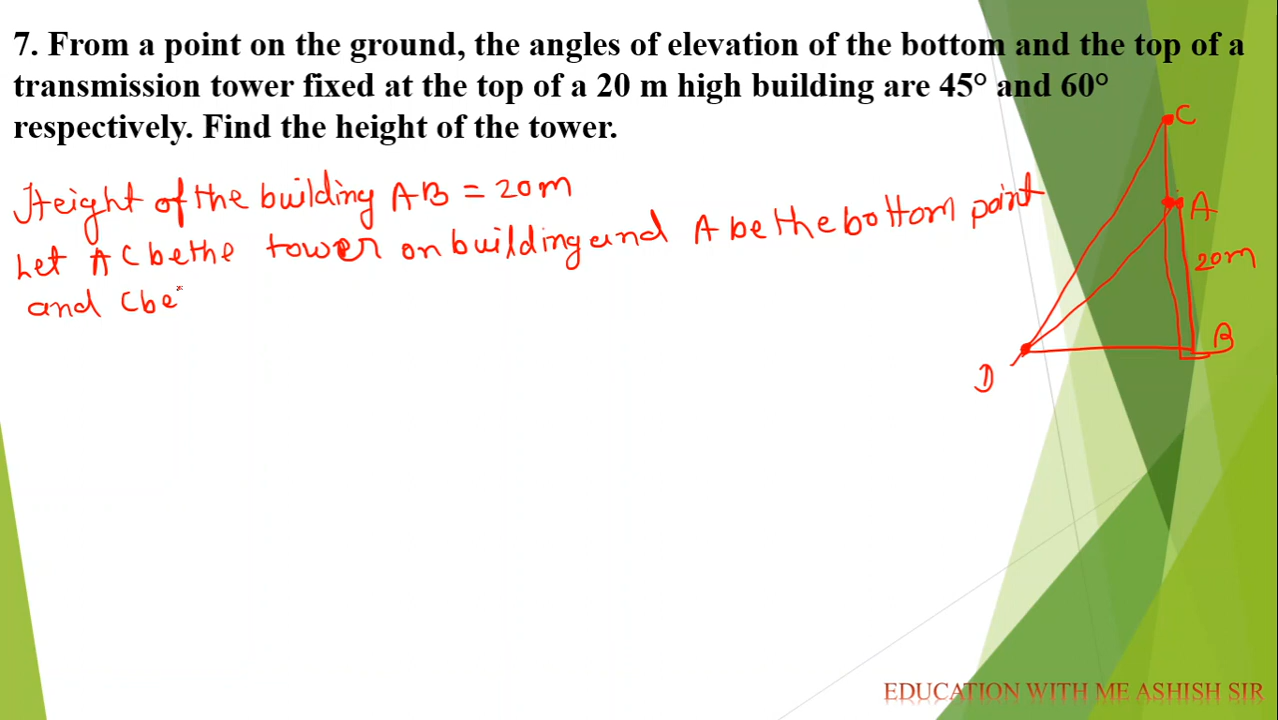 7. From a point on the ground, the angles of elevation of the bottom and the top of a
transmission tower fixed at the top of a 20 m high building are 45° and 60°
respectively. Find the height of the tower.
Height of the building AB = 20m
Let AC be the tower on building and A be the bottom point
and C be
C
A
20m
B
D
EDUCATION WITH ME ASHISH SIR